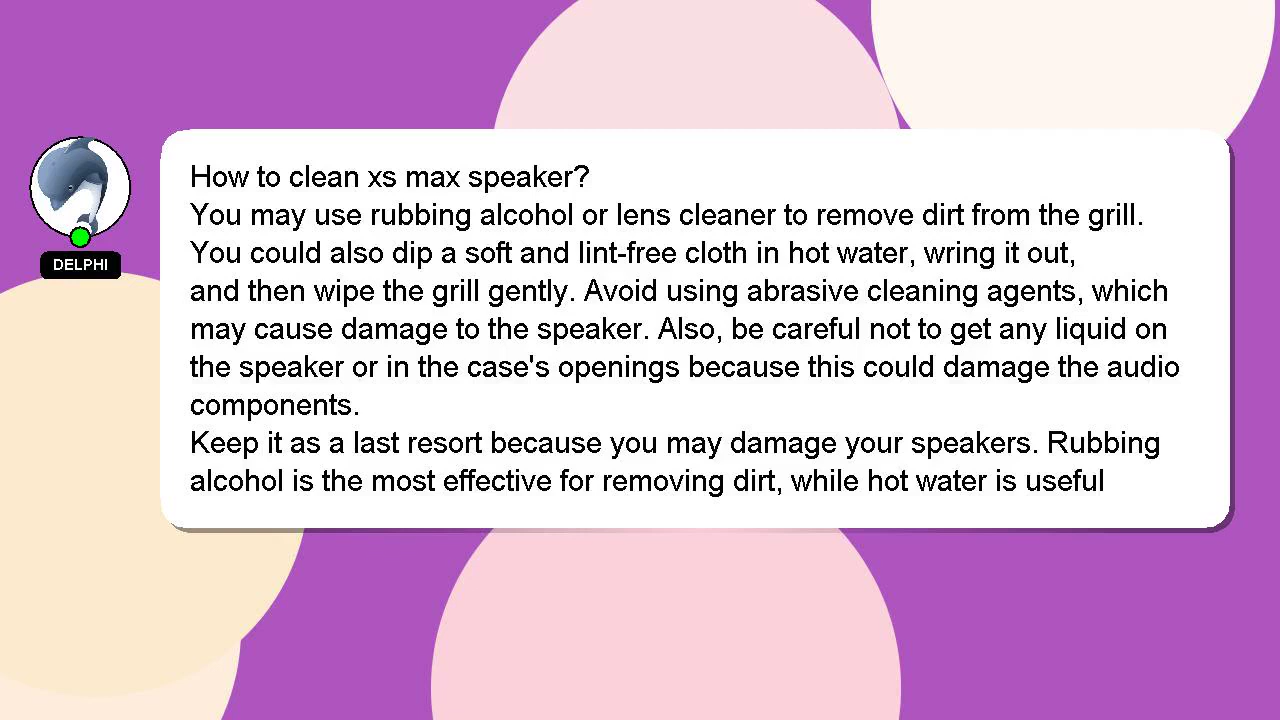 DELPHI
How to clean xs max speaker?
You may use rubbing alcohol or lens cleaner to remove dirt from the grill.
You could also dip a soft and lint-free cloth in hot water, wring it out,
and then wipe the grill gently. Avoid using abrasive cleaning agents, which
may cause damage to the speaker. Also, be careful not to get any liquid on
the speaker or in the case's openings because this could damage the audio
components.
Keep it as a last resort because you may damage your speakers. Rubbing
alcohol is the most effective for removing dirt, while hot water is useful